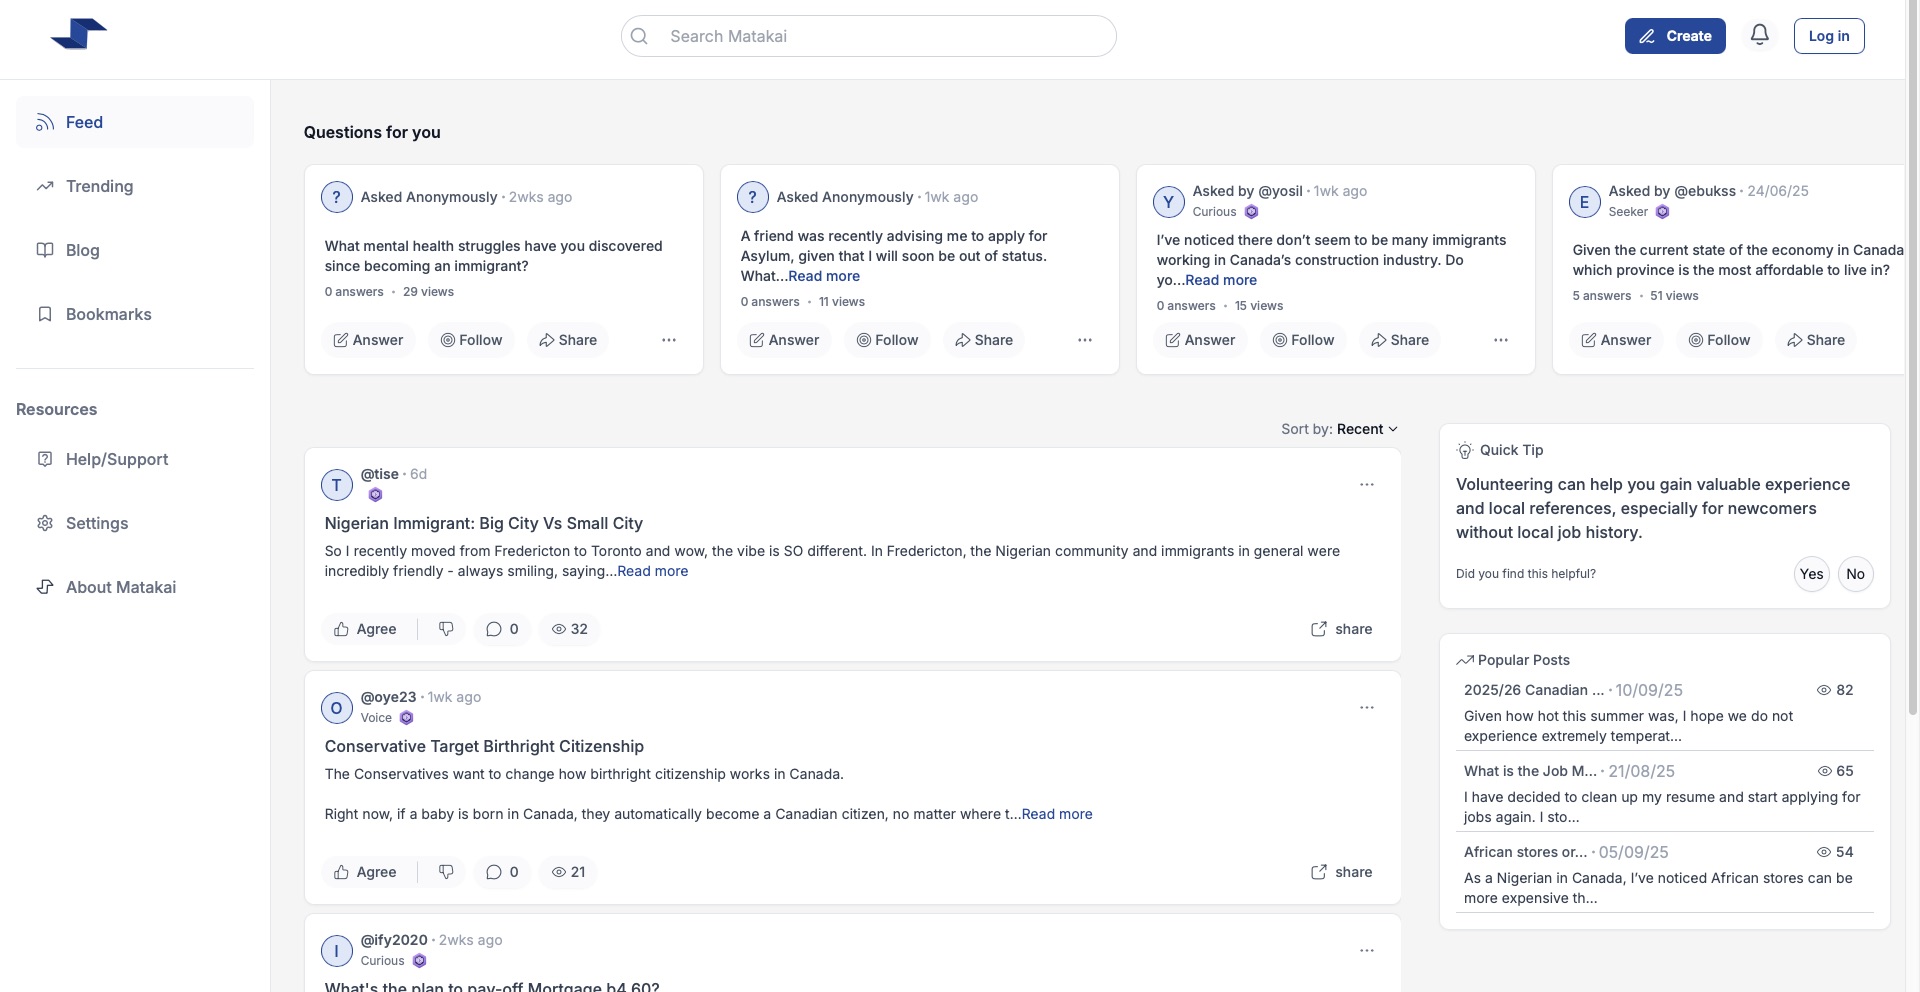 Search Matakai
Create
Log in
Feed
Trending
Blog
Bookmarks
Resources
Help/Support
Settings
About Matakai
Questions for you
? Asked Anonymously · 2wks ago
What mental health struggles have you discovered
since becoming an immigrant?
0 answers · 29 views
Answer Follow Share ...
? Asked Anonymously · 1wk ago
A friend was recently advising me to apply for
Asylum, given that I will soon be out of status.
What...Read more
0 answers · 11 views
Answer Follow Share ...
Y Asked by @yosil · 1wk ago
Curious
I’ve noticed there don’t seem to be many immigrants
working in Canada’s construction industry. Do
yo...Read more
0 answers · 15 views
Answer Follow Share ...
E Asked by @ebukss · 24/06/25
Seeker
Given the current state of the economy in Canada
which province is the most affordable to live in?
5 answers · 51 views
Answer Follow Share
Sort by: Recent
T @tise · 6d
...
Nigerian Immigrant: Big City Vs Small City
So I recently moved from Fredericton to Toronto and wow, the vibe is SO different. In Fredericton, the Nigerian community and immigrants in general were
incredibly friendly - always smiling, saying...Read more
Agree 0 32 share
O @oye23 · 1wk ago
Voice
...
Conservative Target Birthright Citizenship
The Conservatives want to change how birthright citizenship works in Canada.
Right now, if a baby is born in Canada, they automatically become a Canadian citizen, no matter where t...Read more
Agree 0 21 share
I @ify2020 · 2wks ago
Curious
...
What's the plan to pay-off Mortgage b4 60?
Quick Tip
Volunteering can help you gain valuable experience
and local references, especially for newcomers
without local job history.
Did you find this helpful? Yes No
Popular Posts
2025/26 Canadian ... · 10/09/25 82
Given how hot this summer was, I hope we do not
experience extremely temperat...
What is the Job M... · 21/08/25 65
I have decided to clean up my resume and start applying for
jobs again. I sto...
African stores or... · 05/09/25 54
As a Nigerian in Canada, I’ve noticed African stores can be
more expensive th...